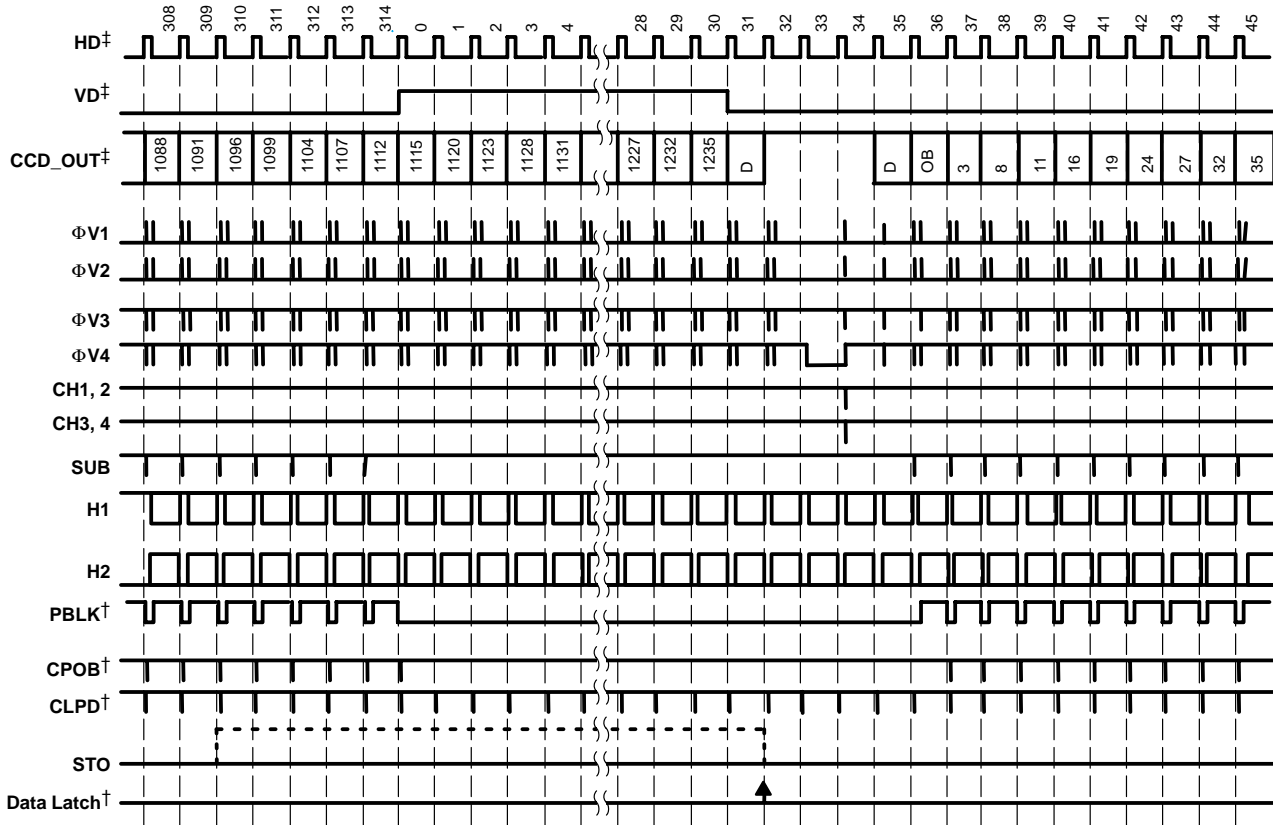 308 309 310 311 312 313 314 0 1 2 3 4 28 29 30 31 32 33 34 35 36 37 38 39 40 41 42 43 44 45
HD‡
VD‡
CCD_OUT‡ 1088 1091 1096 1099 1104 1107 1112 1115 1120 1123 1128 1131 1227 1232 1235 D D OB 3 8 11 16 19 24 27 32 35
ΦV1
ΦV2
ΦV3
ΦV4
CH1, 2
CH3, 4
SUB
H1
H2
PBLK†
CPOB†
CLPD†
STO
Data Latch†